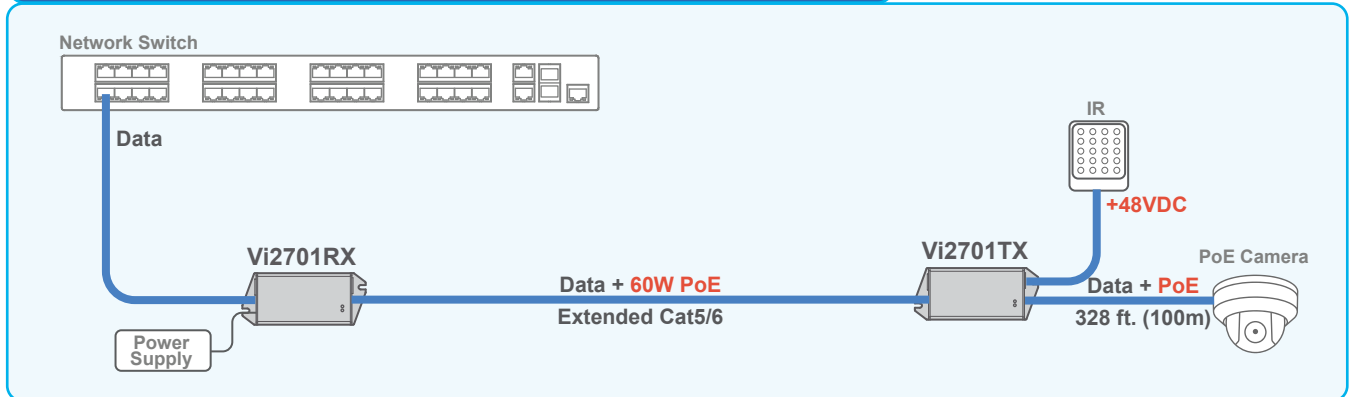 Network Switch
Data
IR
+48VDC
Vi2701RX
Vi2701TX
PoE Camera
Data + 60W PoE
Extended Cat5/6
Data + PoE
328 ft. (100m)
Power
Supply